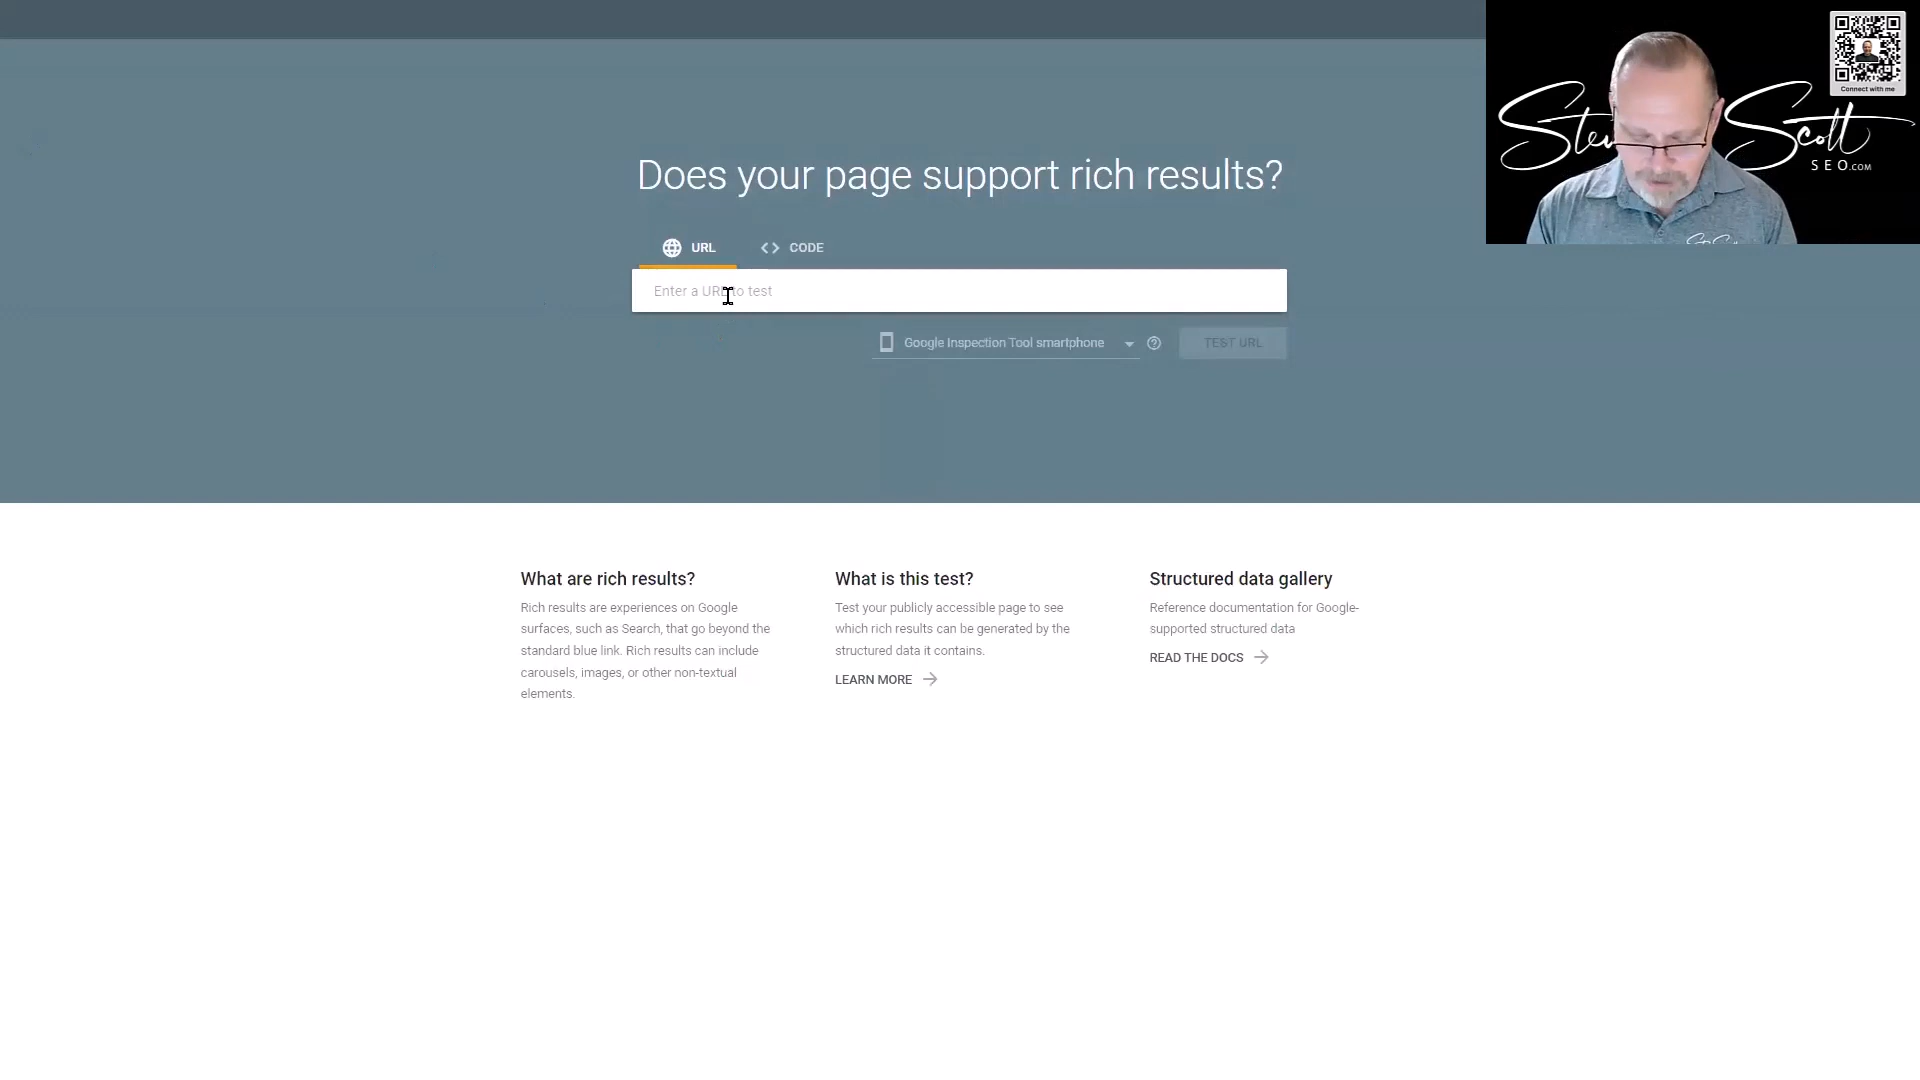 Connect with me
Scott
SEO.COM
Does your page support rich results?
URL
CODE
Enter a URL to test
Google Inspection Tool smartphone
TEST URL
What are rich results?
Rich results are experiences on Google
surfaces, such as Search, that go beyond the
standard blue link. Rich results can include
carousels, images, or other non-textual
elements.
What is this test?
Test your publicly accessible page to see
which rich results can be generated by the
structured data it contains.
LEARN MORE
Structured data gallery
Reference documentation for Google-
supported structured data
READ THE DOCS